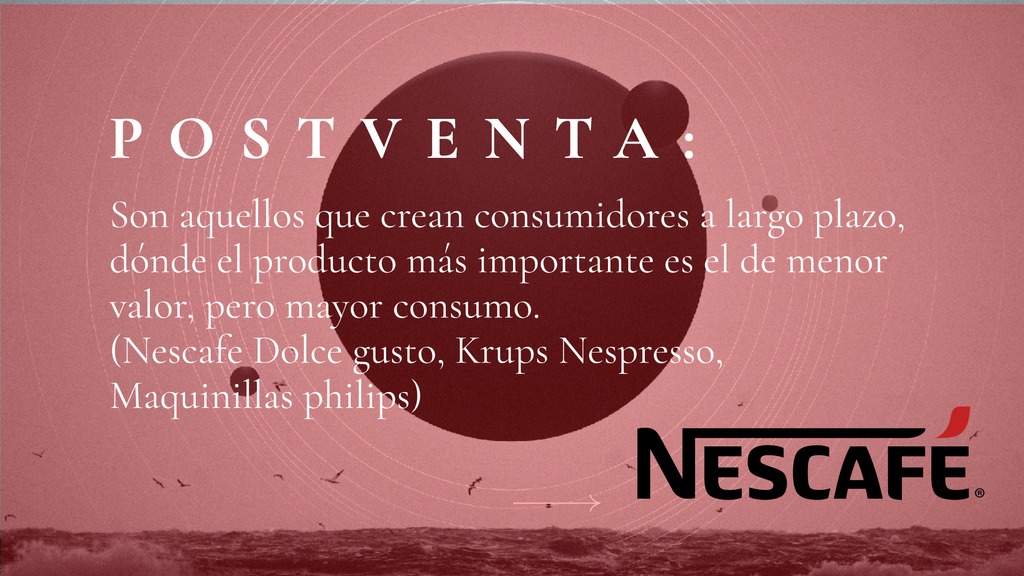 POSTVENTA:
Son aquellos que crean consumidores a largo plazo,
dónde el producto más importante es el de menor
valor, pero mayor consumo.
(Nescafe Dolce gusto, Krups Nespresso,
Maquinillas philips)
NESCAFÉ®